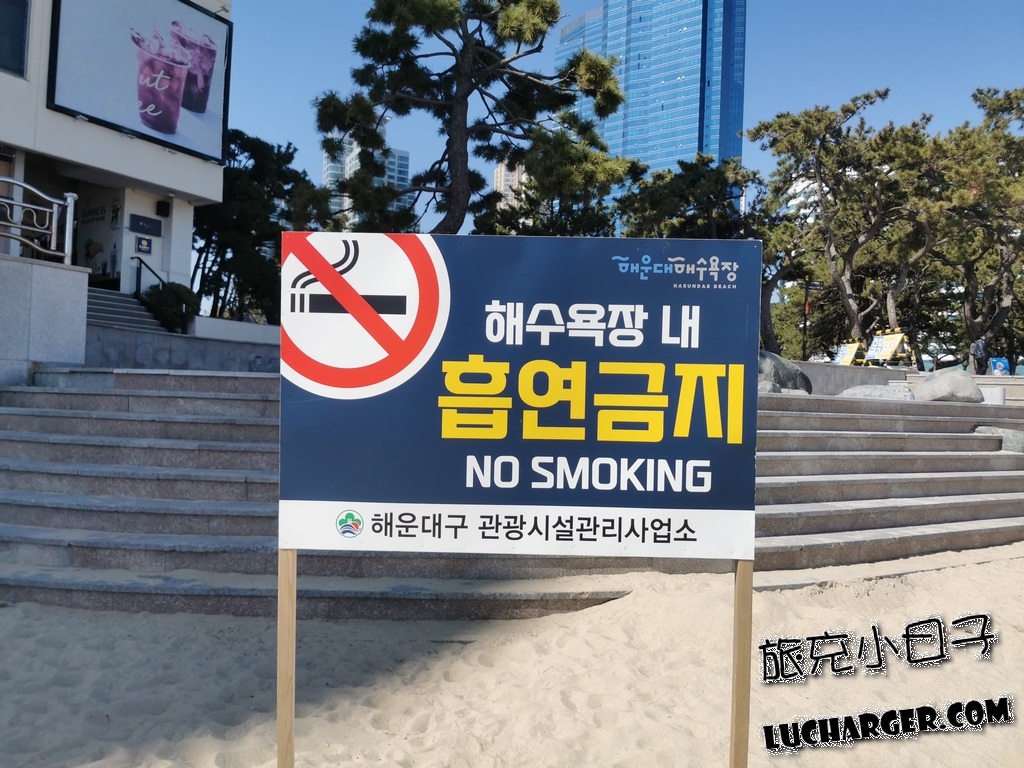 해운대해수욕장
HAEUNDAE BEACH
해수욕장 내
흡연금지
NO SMOKING
해운대구 관광시설관리사업소
旅充小日子
LUCHARGER.COM